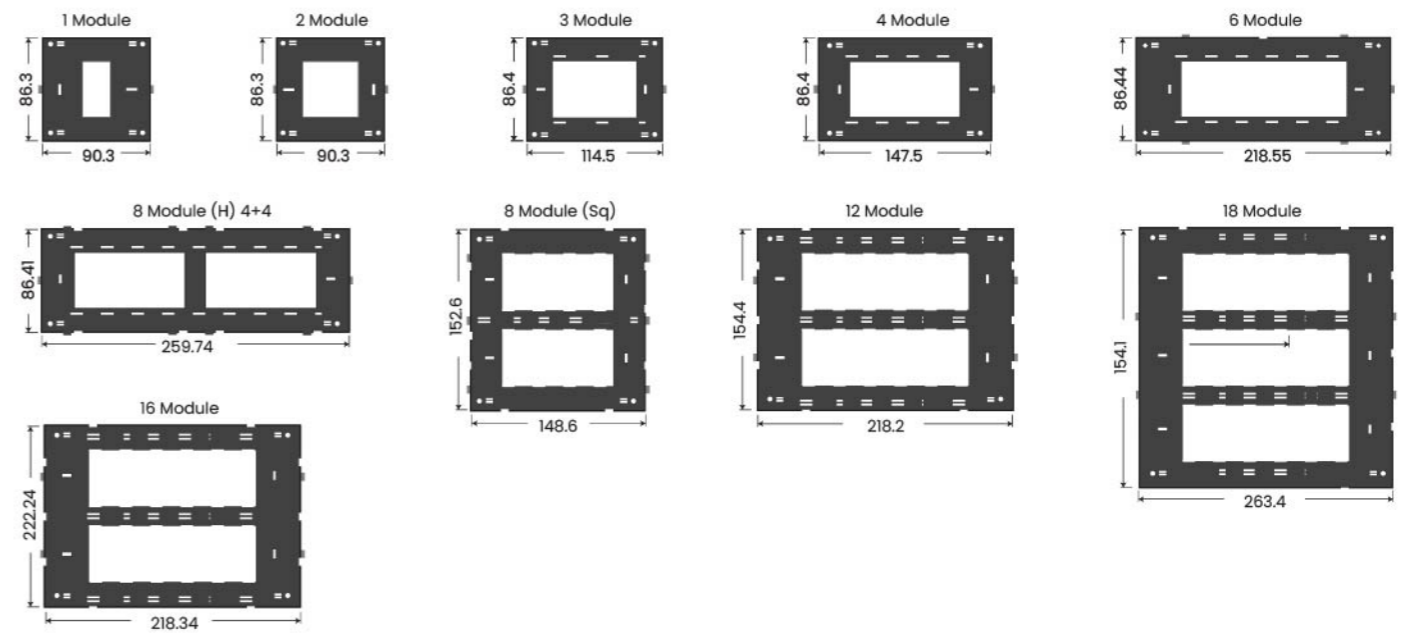 1 Module
2 Module
3 Module
4 Module
6 Module
86.3
86.3
86.4
86.4
86.44
90.3
90.3
114.5
147.5
218.55
8 Module (H) 4+4
8 Module (Sq)
12 Module
18 Module
86.41
152.6
154.4
154.1
259.74
148.6
218.2
263.4
16 Module
222.24
218.34